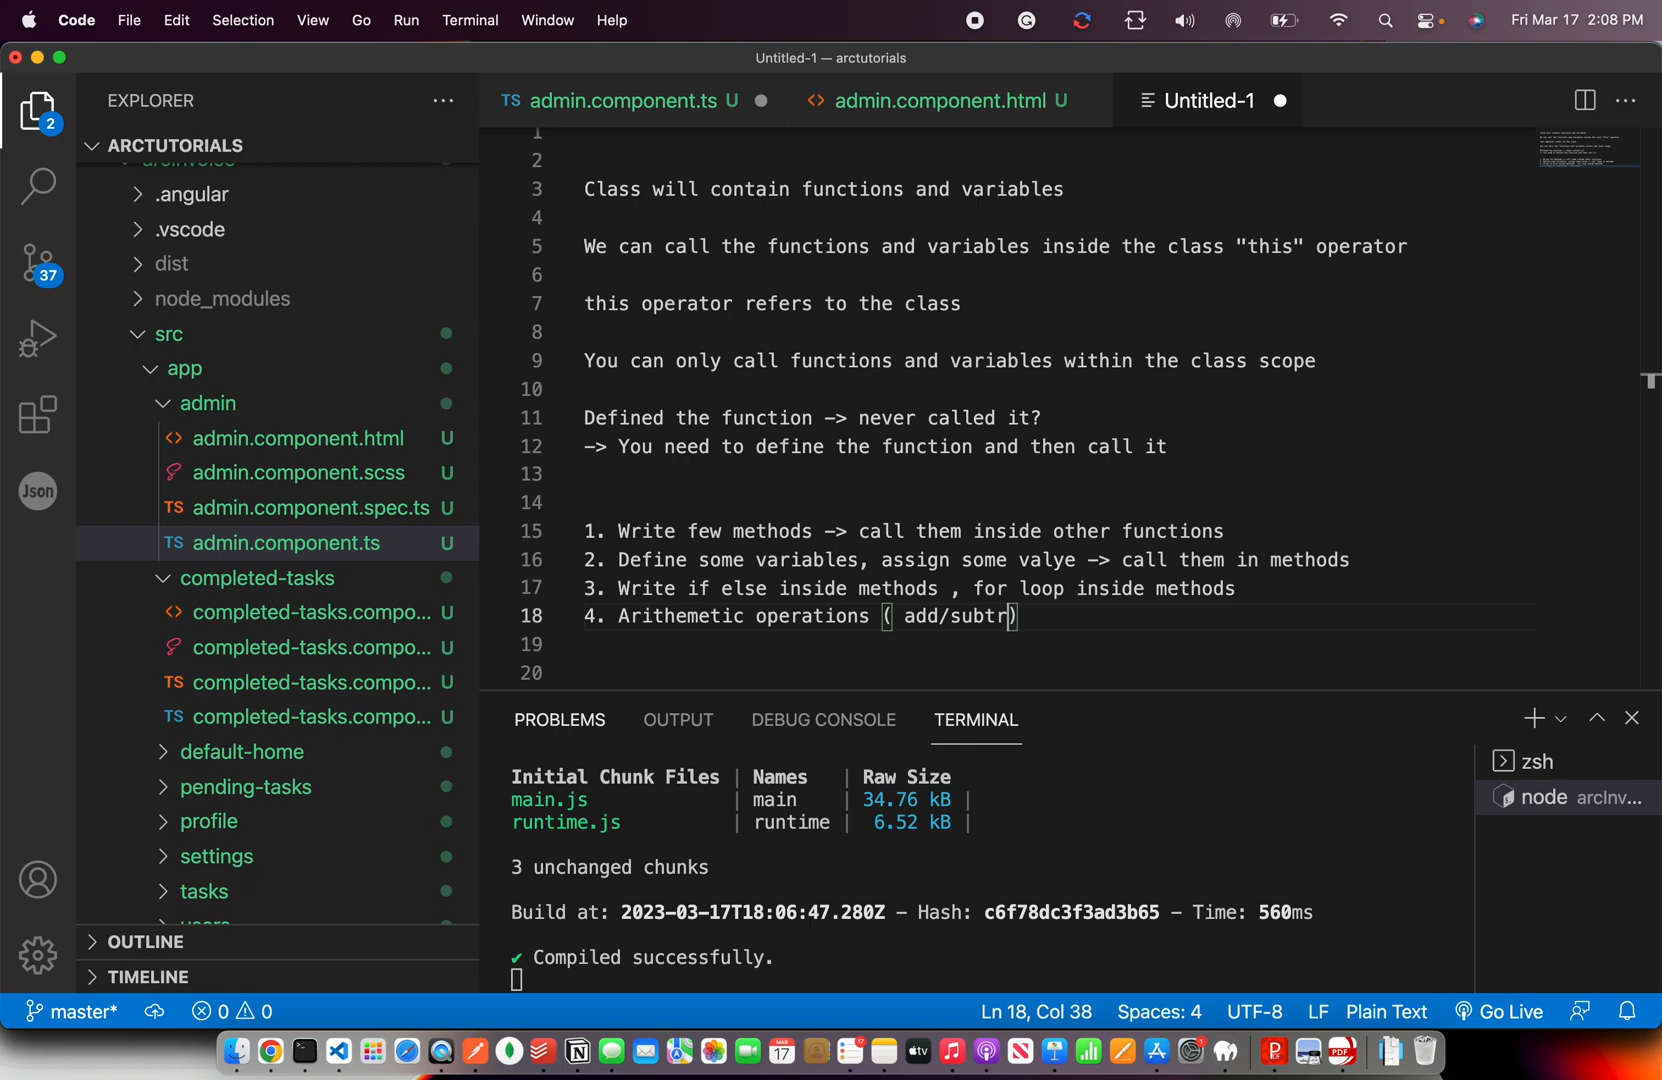 Code File Edit Selection View Go Run Terminal Window Help Fri Mar 17 2:08 PM
Untitled-1 — arctutorials
EXPLORER ···
TS admin.component.ts U ● <> admin.component.html U Untitled-1 ● ···
2
ARCTUTORIALS
.angular
.vscode
dist
node_modules
37
src
app
admin
admin.component.html U
admin.component.scss U
Json
TS admin.component.spec.ts U
TS admin.component.ts U
completed-tasks
<> completed-tasks.compo... U
completed-tasks.compo... U
TS completed-tasks.compo... U
TS completed-tasks.compo... U
default-home
pending-tasks
profile
settings
tasks
OUTLINE
TIMELINE
1
2
3 Class will contain functions and variables
4
5 We can call the functions and variables inside the class "this" operator
6
7 this operator refers to the class
8
9 You can only call functions and variables within the class scope
10
11 Defined the function -> never called it?
12 -> You need to define the function and then call it
13
14
15 1. Write few methods -> call them inside other functions
16 2. Define some variables, assign some valye -> call them in methods
17 3. Write if else inside methods , for loop inside methods
18 4. Arithemetic operations ( add/subtr)
19
20
PROBLEMS OUTPUT DEBUG CONSOLE TERMINAL
Initial Chunk Files | Names | Raw Size
main.js | main | 34.76 kB |
runtime.js | runtime | 6.52 kB |
3 unchanged chunks
Build at: 2023-03-17T18:06:47.280Z - Hash: c6f78dc3f3ad3b65 - Time: 560ms
✔ Compiled successfully.
zsh
node arcInv...
master* 0 0 Ln 18, Col 38 Spaces: 4 UTF-8 LF Plain Text Go Live